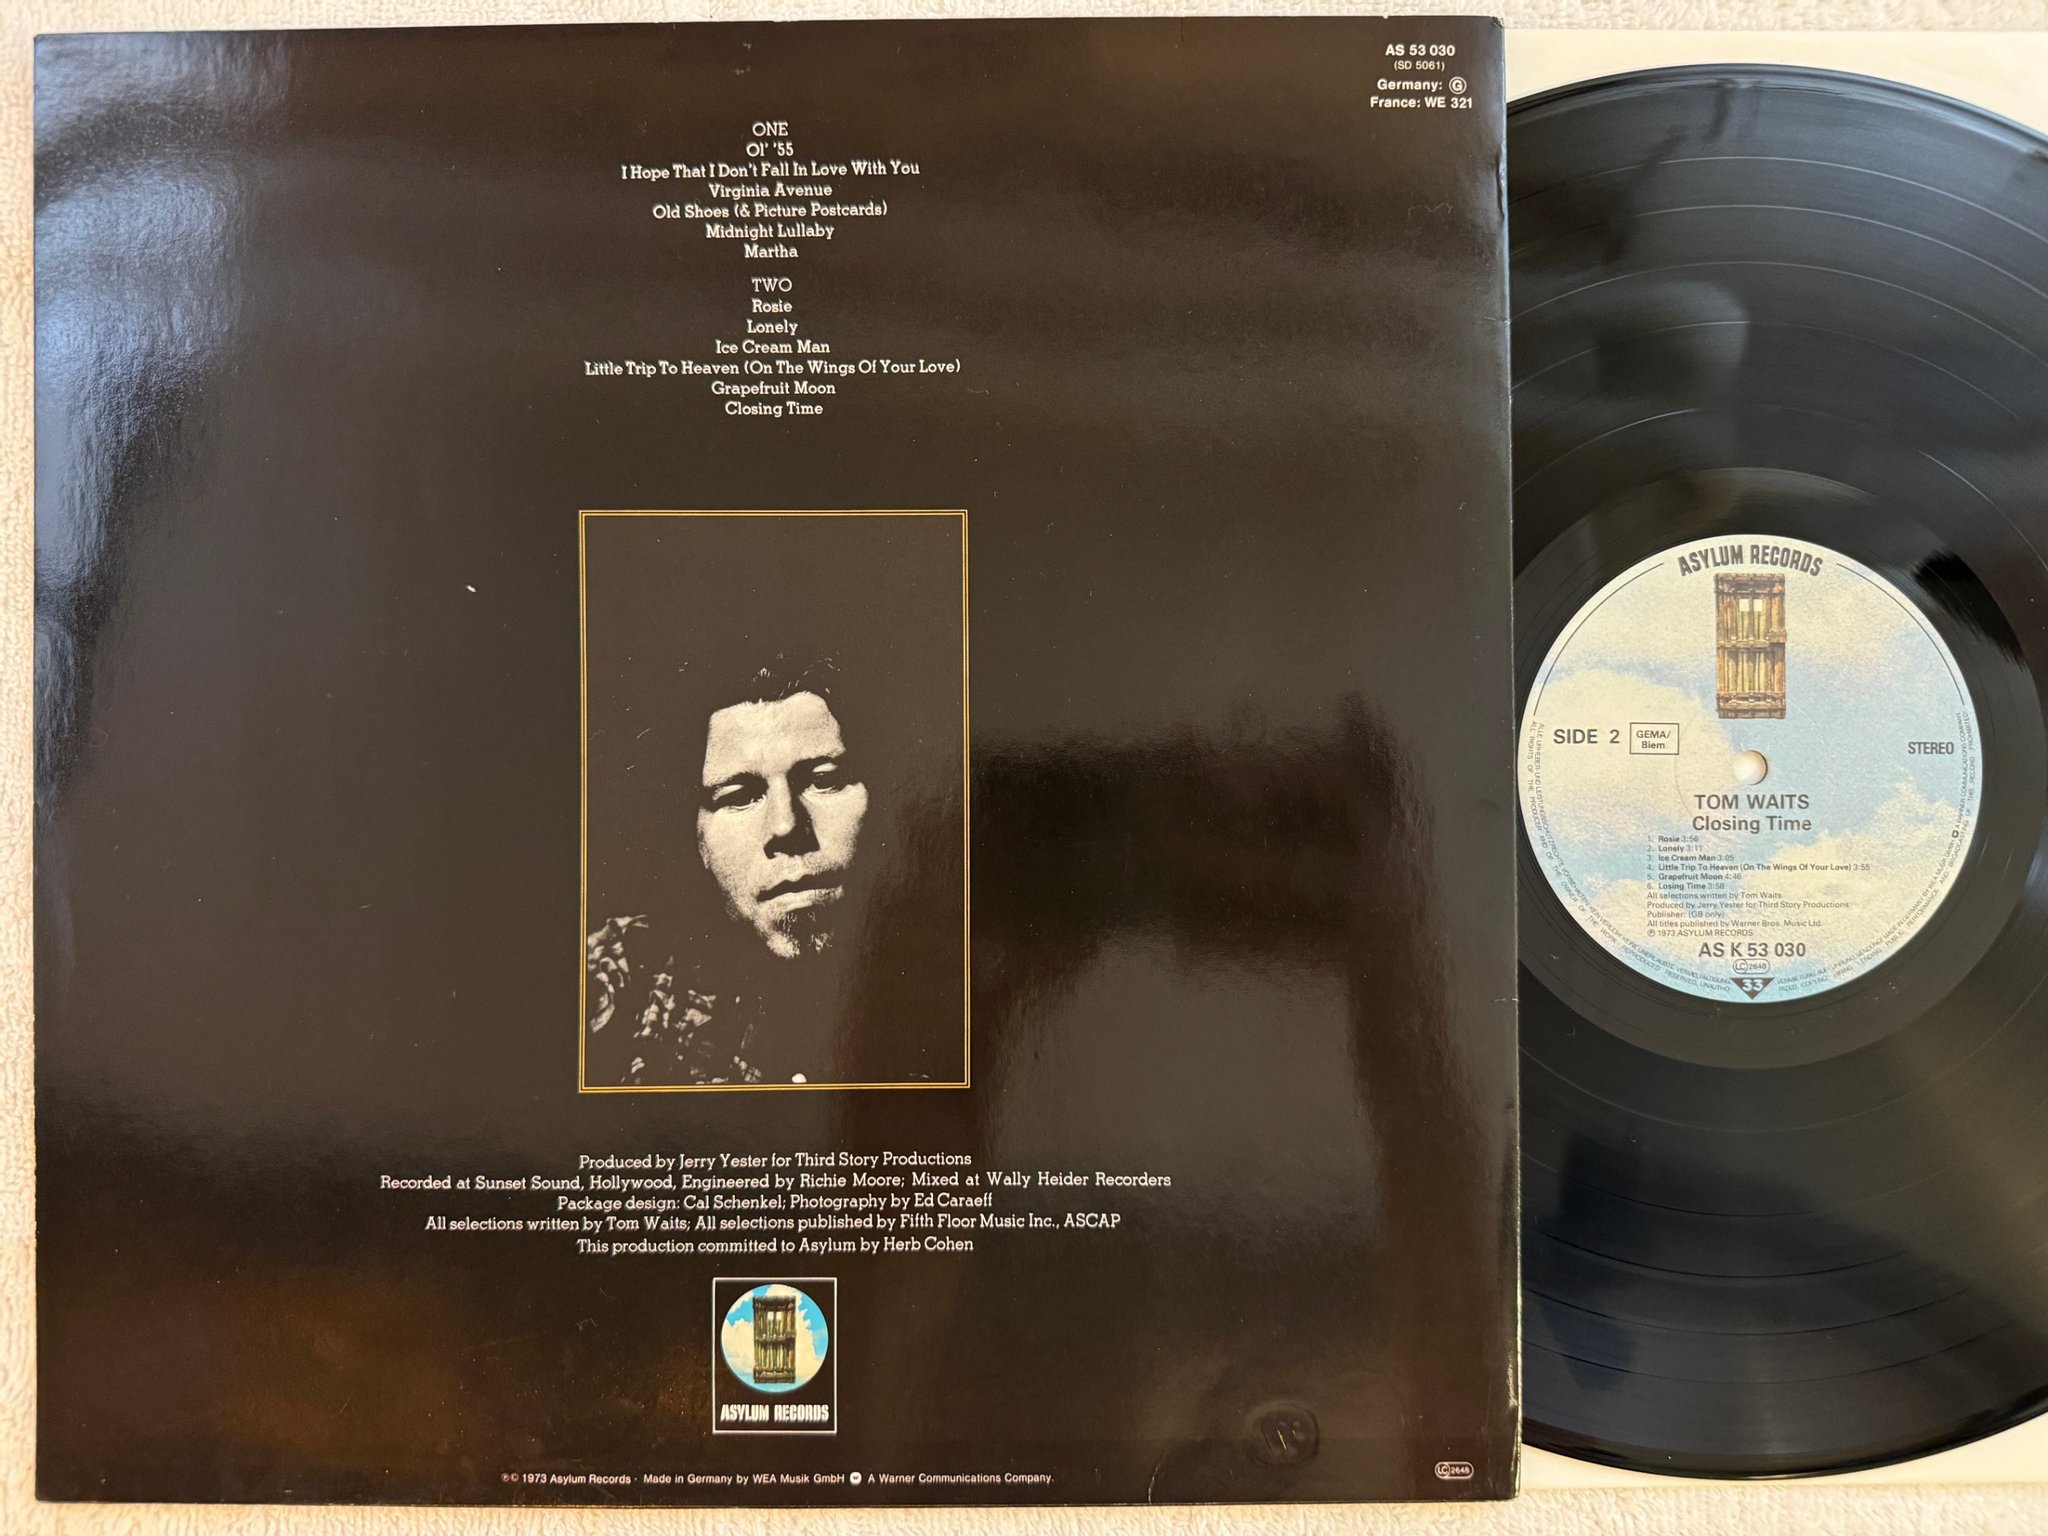 AS 53 030
(SD 5061)
Germany: G
France: WE 321
ONE
Ol' '55
I Hope That I Don't Fall In Love With You
Virginia Avenue
Old Shoes (& Picture Postcards)
Midnight Lullaby
Martha
TWO
Rosie
Lonely
Ice Cream Man
Little Trip To Heaven (On The Wings Of Your Love)
Grapefruit Moon
Closing Time
Produced by Jerry Yester for Third Story Productions
Recorded at Sunset Sound, Hollywood, Engineered by Richie Moore; Mixed at Wally Heider Recorders
Package design: Cal Schenkel; Photography by Ed Caraeff
All selections written by Tom Waits; All selections published by Fifth Floor Music Inc., ASCAP
This production committed to Asylum by Herb Cohen
ASYLUM RECORDS
℗© 1973 Asylum Records · Made in Germany by WEA Musik GmbH A Warner Communications Company.
LC 2648
ASYLUM RECORDS
SIDE 2
GEMA/
Biem
STEREO
TOM WAITS
Closing Time
1. Rosie 3:56
2. Lonely 3:11
3. Ice Cream Man 3:05
4. Little Trip To Heaven (On The Wings Of Your Love) 3:55
5. Grapefruit Moon 4:46
6. Losing Time 3:58
All selections written by Tom Waits
Produced by Jerry Yester for Third Story Productions
Publisher: (GB only)
All titles published by Warner Bros. Music Ltd.
℗ 1973 ASYLUM RECORDS
AS K 53 030
LC 2648
33